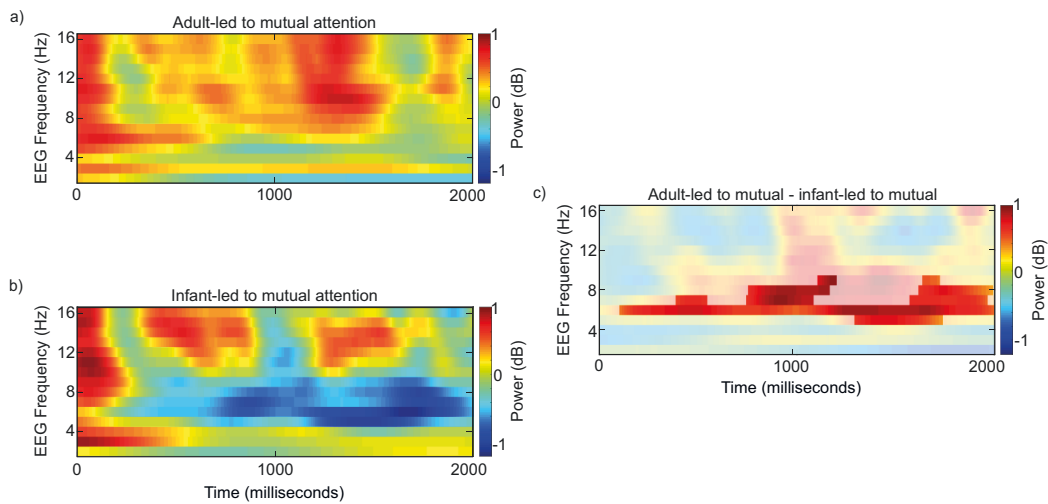 a)
Adult-led to mutual attention
16
12
8
4
EEG Frequency (Hz)
0
1000
2000
1
0
-1
Power (dB)
b)
Infant-led to mutual attention
16
12
8
4
EEG Frequency (Hz)
0
1000
2000
Time (milliseconds)
1
0
-1
Power (dB)
c)
Adult-led to mutual - infant-led to mutual
16
12
8
4
EEG Frequency (Hz)
0
1000
2000
Time (milliseconds)
1
0
-1
Power (dB)